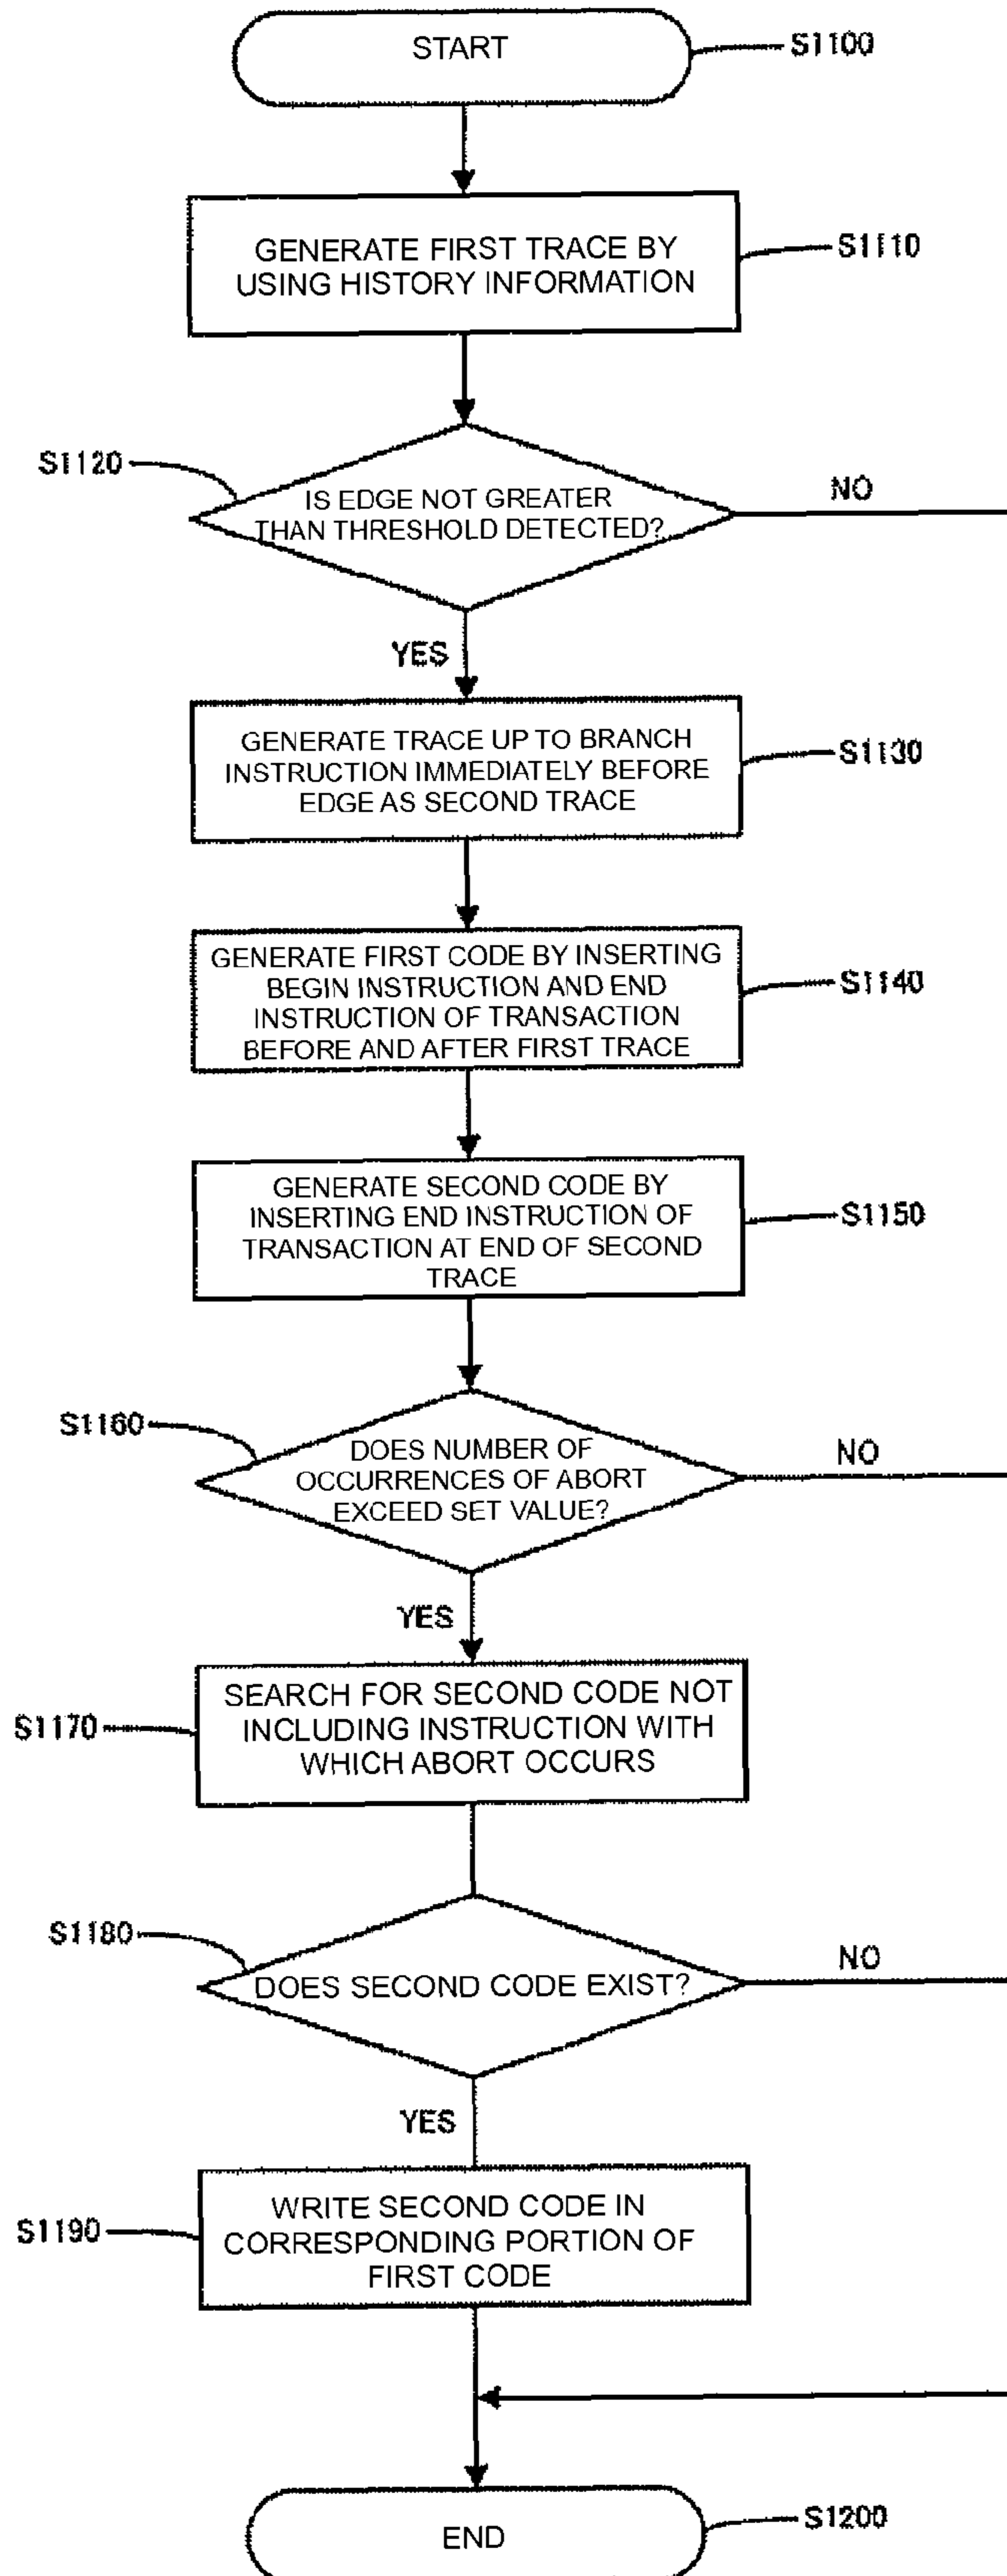 START
S1100
GENERATE FIRST TRACE BY
USING HISTORY INFORMATION
S1110
S1120
IS EDGE NOT GREATER
THAN THRESHOLD DETECTED?
NO
YES
GENERATE TRACE UP TO BRANCH
INSTRUCTION IMMEDIATELY BEFORE
EDGE AS SECOND TRACE
S1130
GENERATE FIRST CODE BY INSERTING
BEGIN INSTRUCTION AND END
INSTRUCTION OF TRANSACTION
BEFORE AND AFTER FIRST TRACE
S1140
GENERATE SECOND CODE BY
INSERTING END INSTRUCTION OF
TRANSACTION AT END OF SECOND
TRACE
S1150
S1160
DOES NUMBER OF
OCCURRENCES OF ABORT
EXCEED SET VALUE?
NO
YES
S1170
SEARCH FOR SECOND CODE NOT
INCLUDING INSTRUCTION WITH
WHICH ABORT OCCURS
S1180
DOES SECOND CODE EXIST?
NO
YES
S1190
WRITE SECOND CODE IN
CORRESPONDING PORTION OF
FIRST CODE
END
S1200